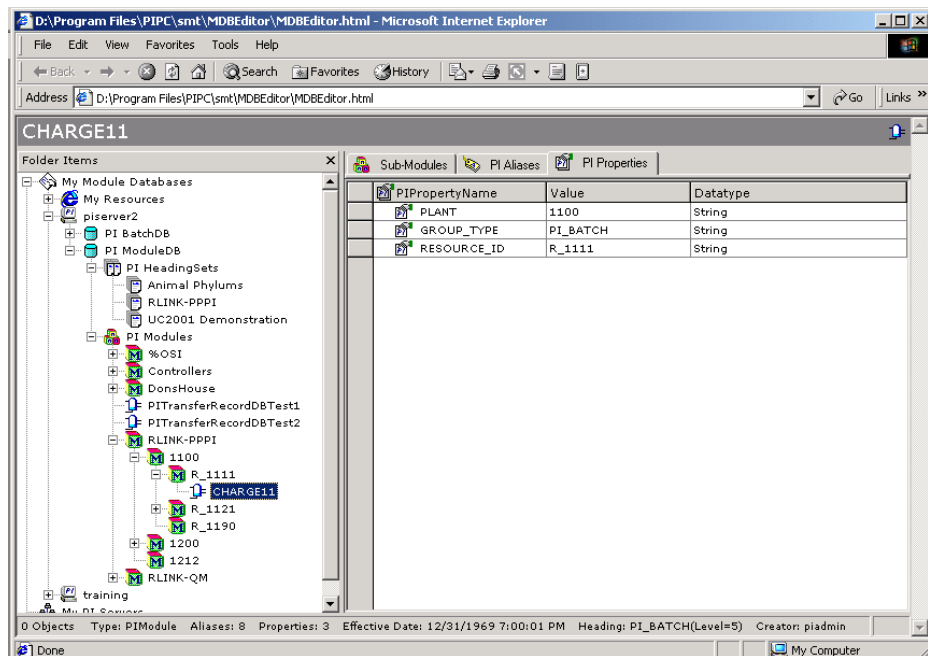 D:\Program Files\PIPC\smt\MDBEditor\MDBEditor.html - Microsoft Internet Explorer
File Edit View Favorites Tools Help
Back Search Favorites History
Address D:\Program Files\PIPC\smt\MDBEditor\MDBEditor.html Go Links »
CHARGE11
Folder Items
Sub-Modules PI Aliases PI Properties
My Module Databases
My Resources
piserver2
PI BatchDB
PI ModuleDB
PI HeadingSets
Animal Phylums
RLINK-PPPI
UC2001 Demonstration
PI Modules
%OSI
Controllers
DonsHouse
PITransferRecordDBTest1
PITransferRecordDBTest2
RLINK-PPPI
1100
R_1111
CHARGE11
R_1121
R_1190
1200
1212
RLINK-QM
training
My PI Servers
PIPropertyName Value Datatype
PLANT 1100 String
GROUP_TYPE PI_BATCH String
RESOURCE_ID R_1111 String
0 Objects Type: PIModule Aliases: 8 Properties: 3 Effective Date: 12/31/1969 7:00:01 PM Heading: PI_BATCH(Level=5) Creator: piadmin
Done My Computer